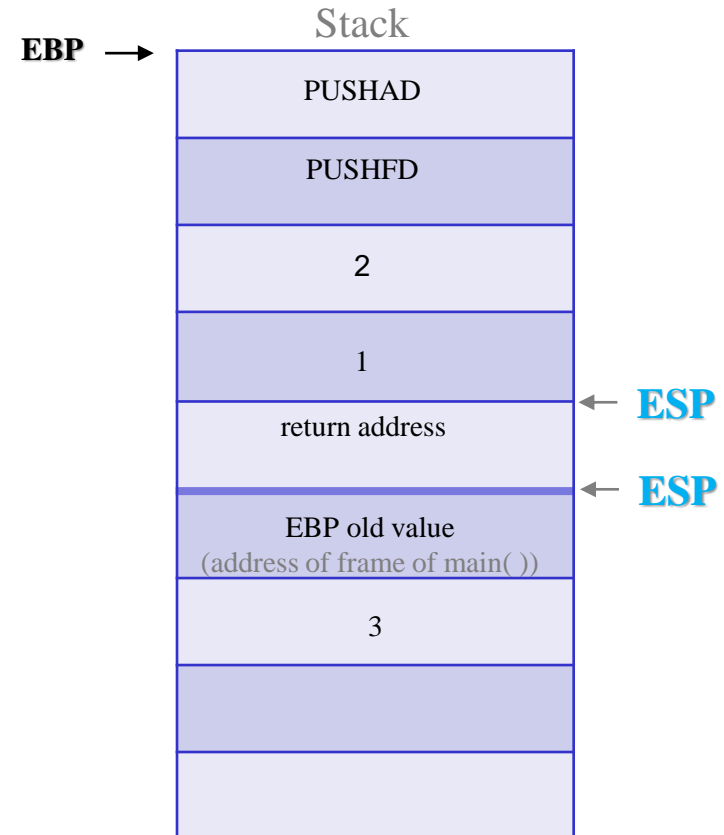 Stack
EBP
PUSHAD
PUSHFD
2
1
ESP
return address
ESP
EBP old value
(address of frame of main( ))
3